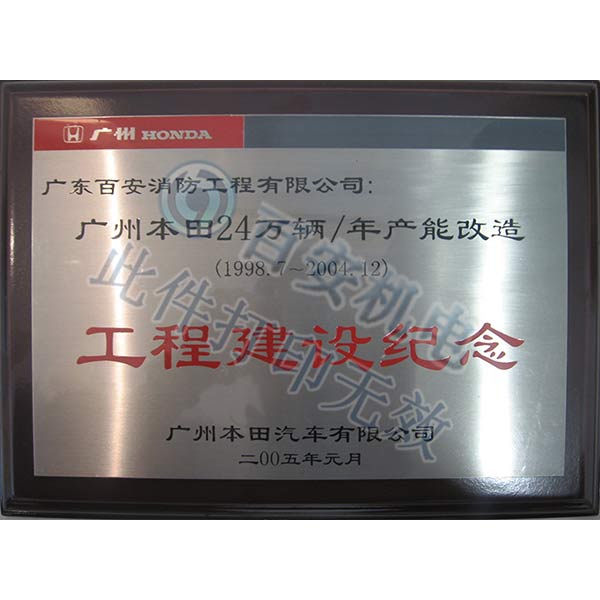 广州 HONDA
广东百安消防工程有限公司:
广州本田24万辆/年产能改造
(1998.7~2004.12)
工程建设纪念
广州本田汽车有限公司
二00五年元月
百安机电
此件打印无效